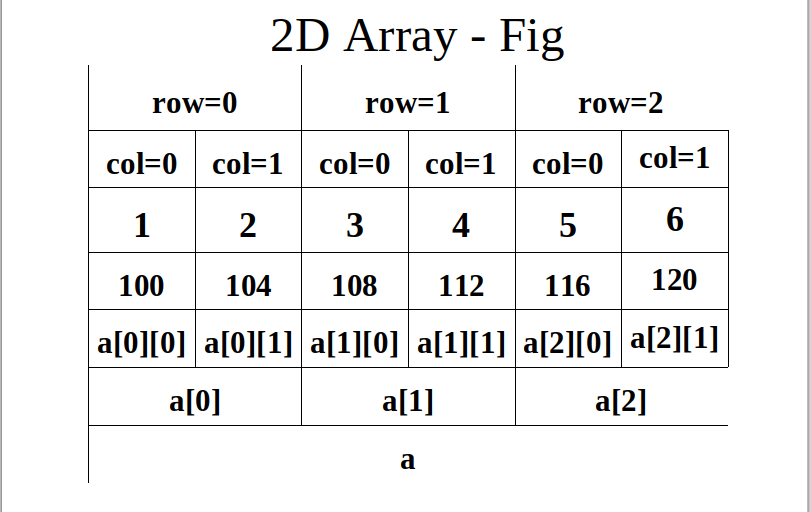 2D Array - Fig
row=0 row=1 row=2
col=0 col=1 col=0 col=1 col=0 col=1
1 2 3 4 5 6
100 104 108 112 116 120
a[0][0] a[0][1] a[1][0] a[1][1] a[2][0] a[2][1]
a[0] a[1] a[2]
a